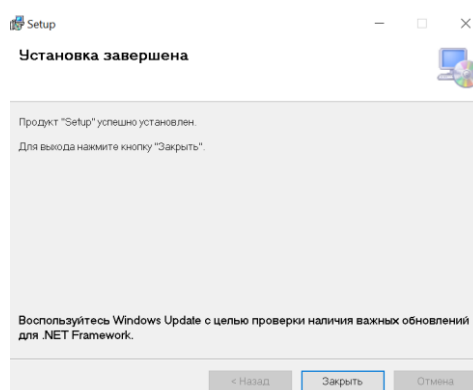 Setup
Установка завершена
Продукт "Setup" успешно установлен.
Для выхода нажмите кнопку "Закрыть".
Воспользуйтесь Windows Update с целью проверки наличия важных обновлений
для .NET Framework.
< Назад
Закрыть
Отмена